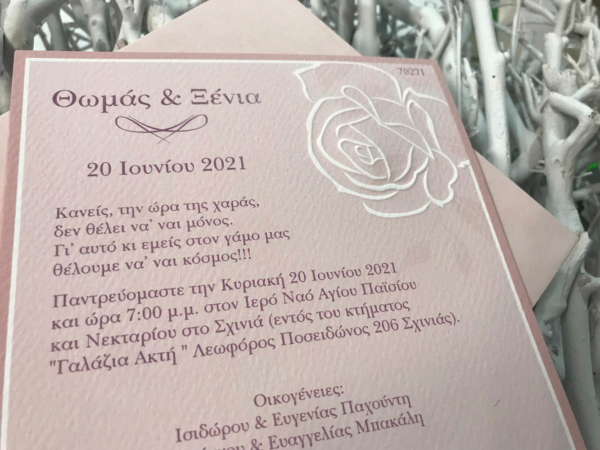 70271
Θωμάς & Ξένια
20 Ιουνίου 2021
Κανείς, την ώρα της χαράς,
δεν θέλει να' ναι μόνος.
Γι' αυτό κι εμείς στον γάμο μας
θέλουμε να' ναι κόσμος!!!
Παντρεύομαστε την Κυριακή 20 Ιουνίου 2021
και ώρα 7:00 μ.μ. στον Ιερό Ναό Αγίου Παϊσίου
και Νεκταρίου στο Σχινιά (εντός του κτήματος
"Γαλάζια Ακτή " Λεωφόρος Ποσειδώνος 206 Σχινιάς).
Οικογένειες:
Ισιδώρου & Ευγενίας Παχούντη
& Ευαγγελίας Μπακάλη